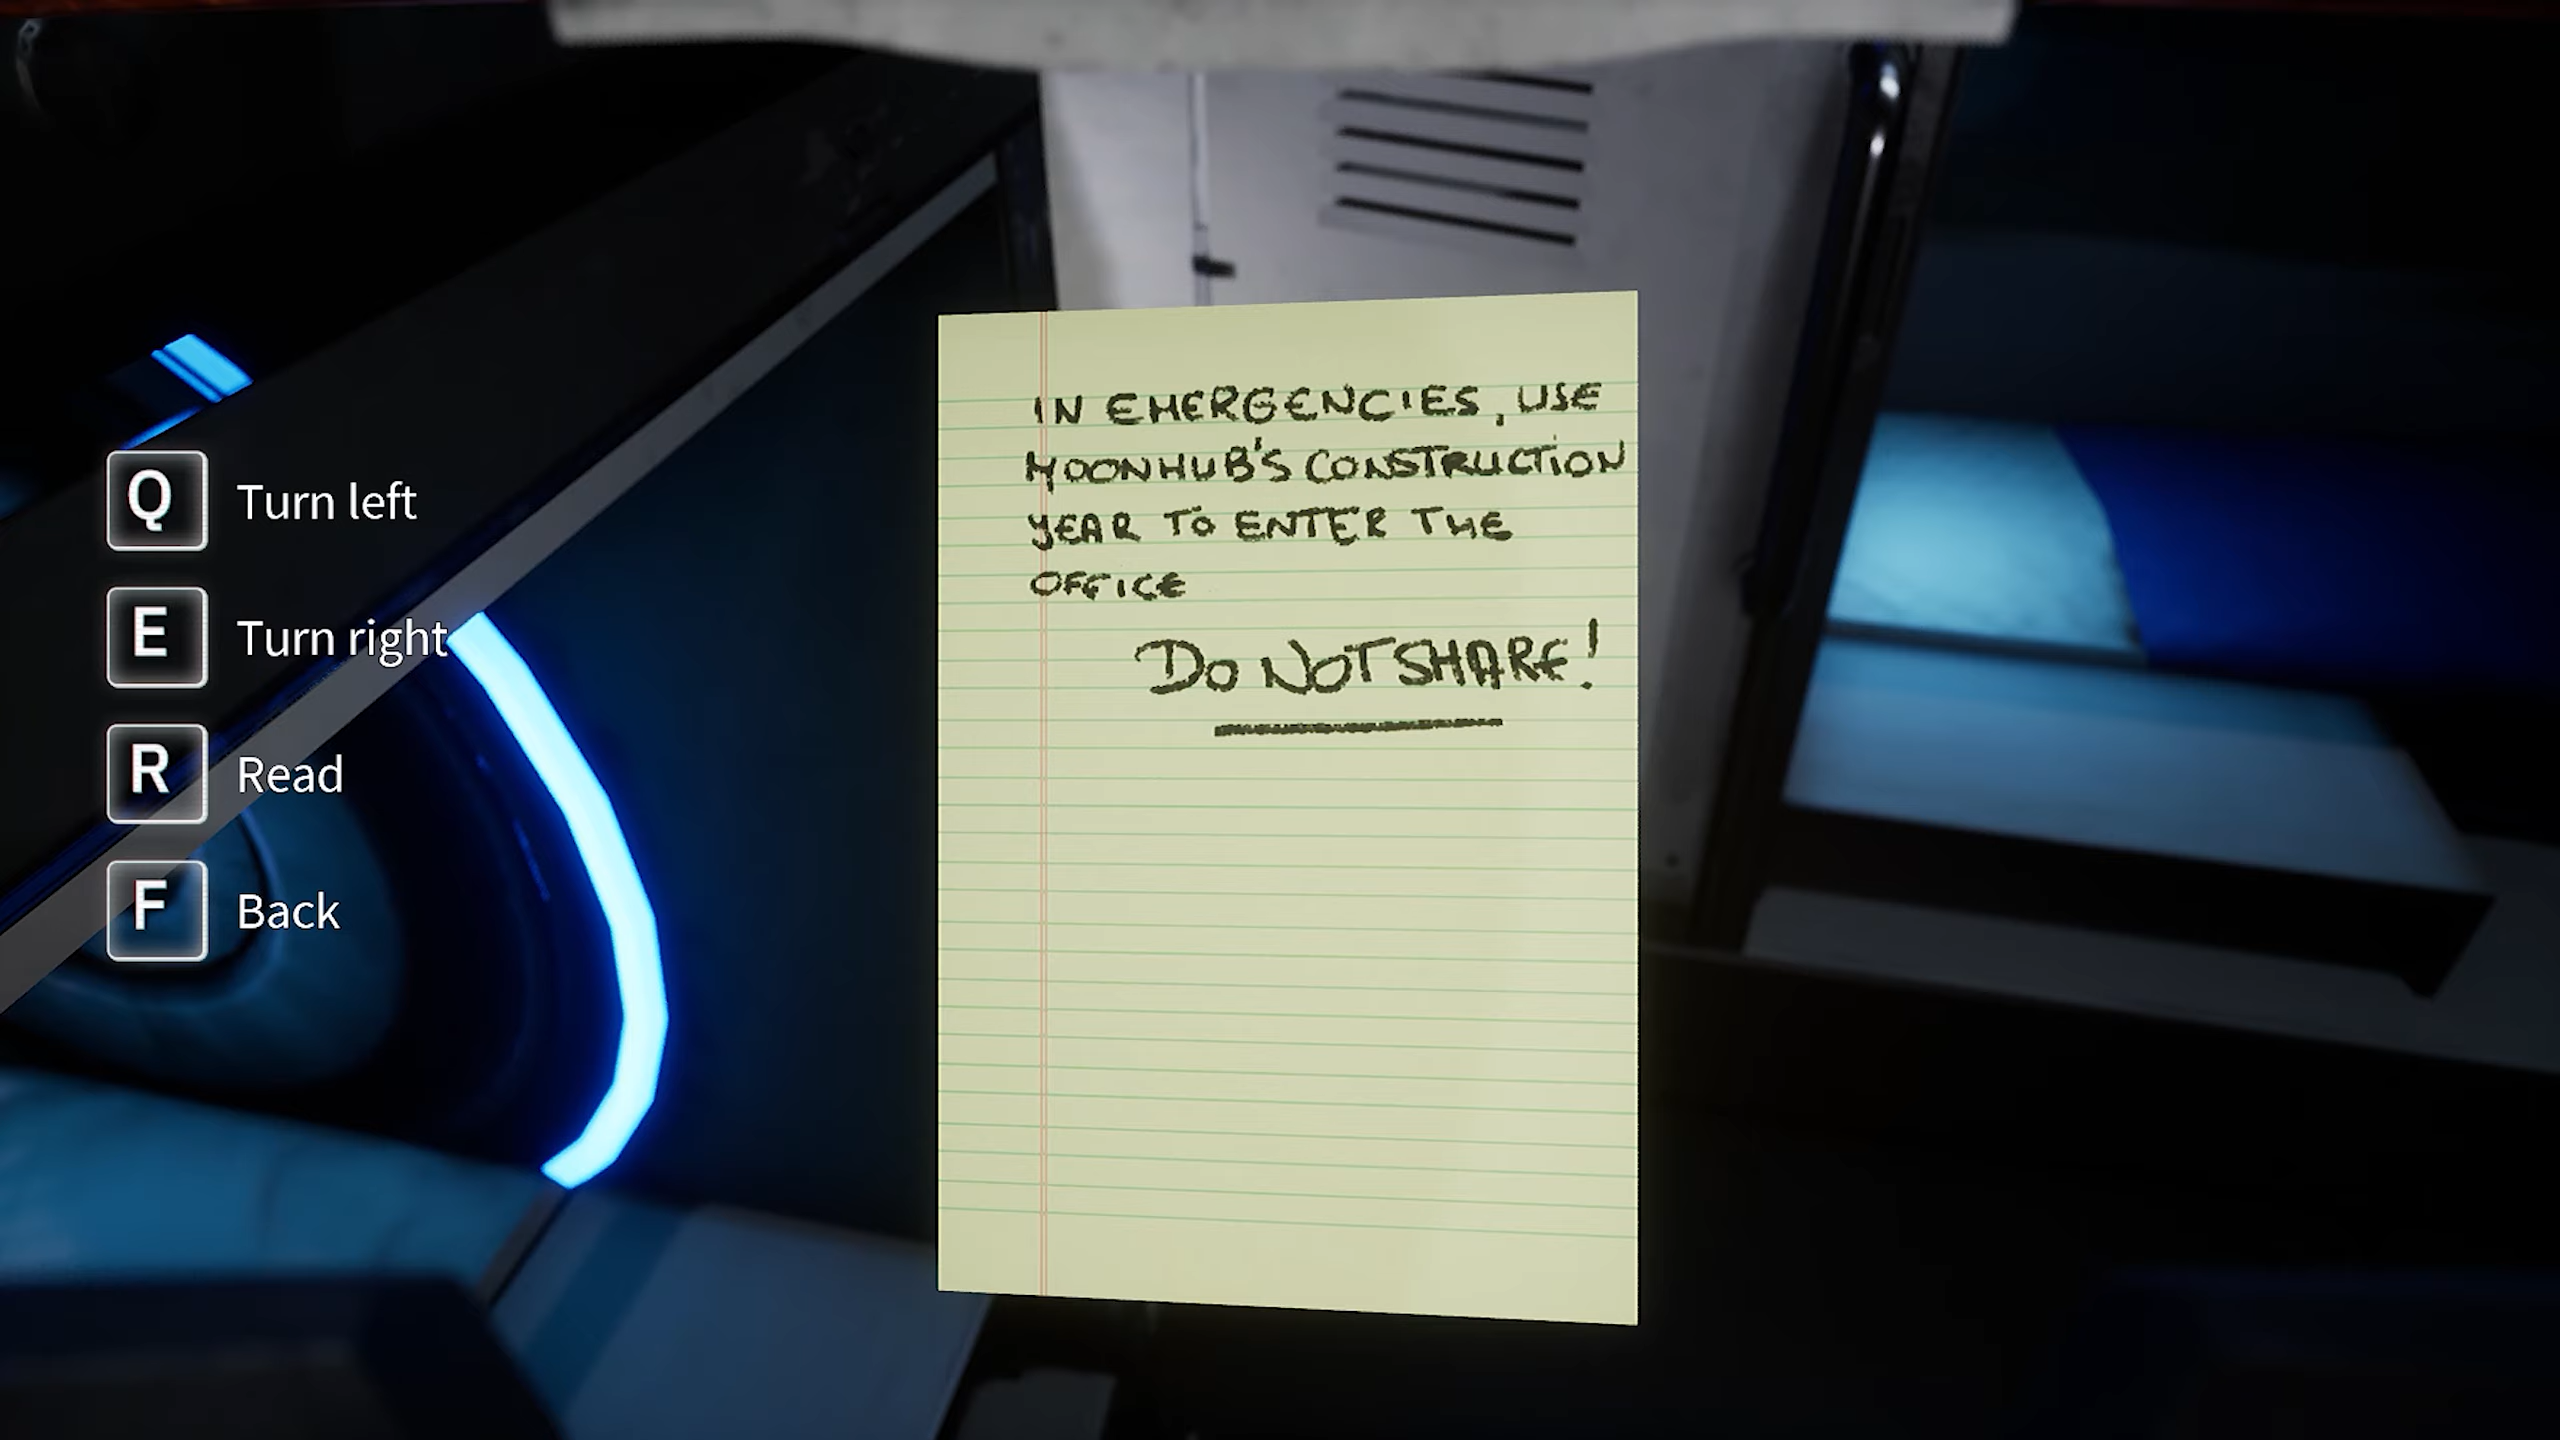 IN EMERGENCIES, USE
MOONHUB'S CONSTRUCTION
YEAR TO ENTER THE
OFFICE
DO NOT SHARE!
Q Turn left
E Turn right
R Read
F Back